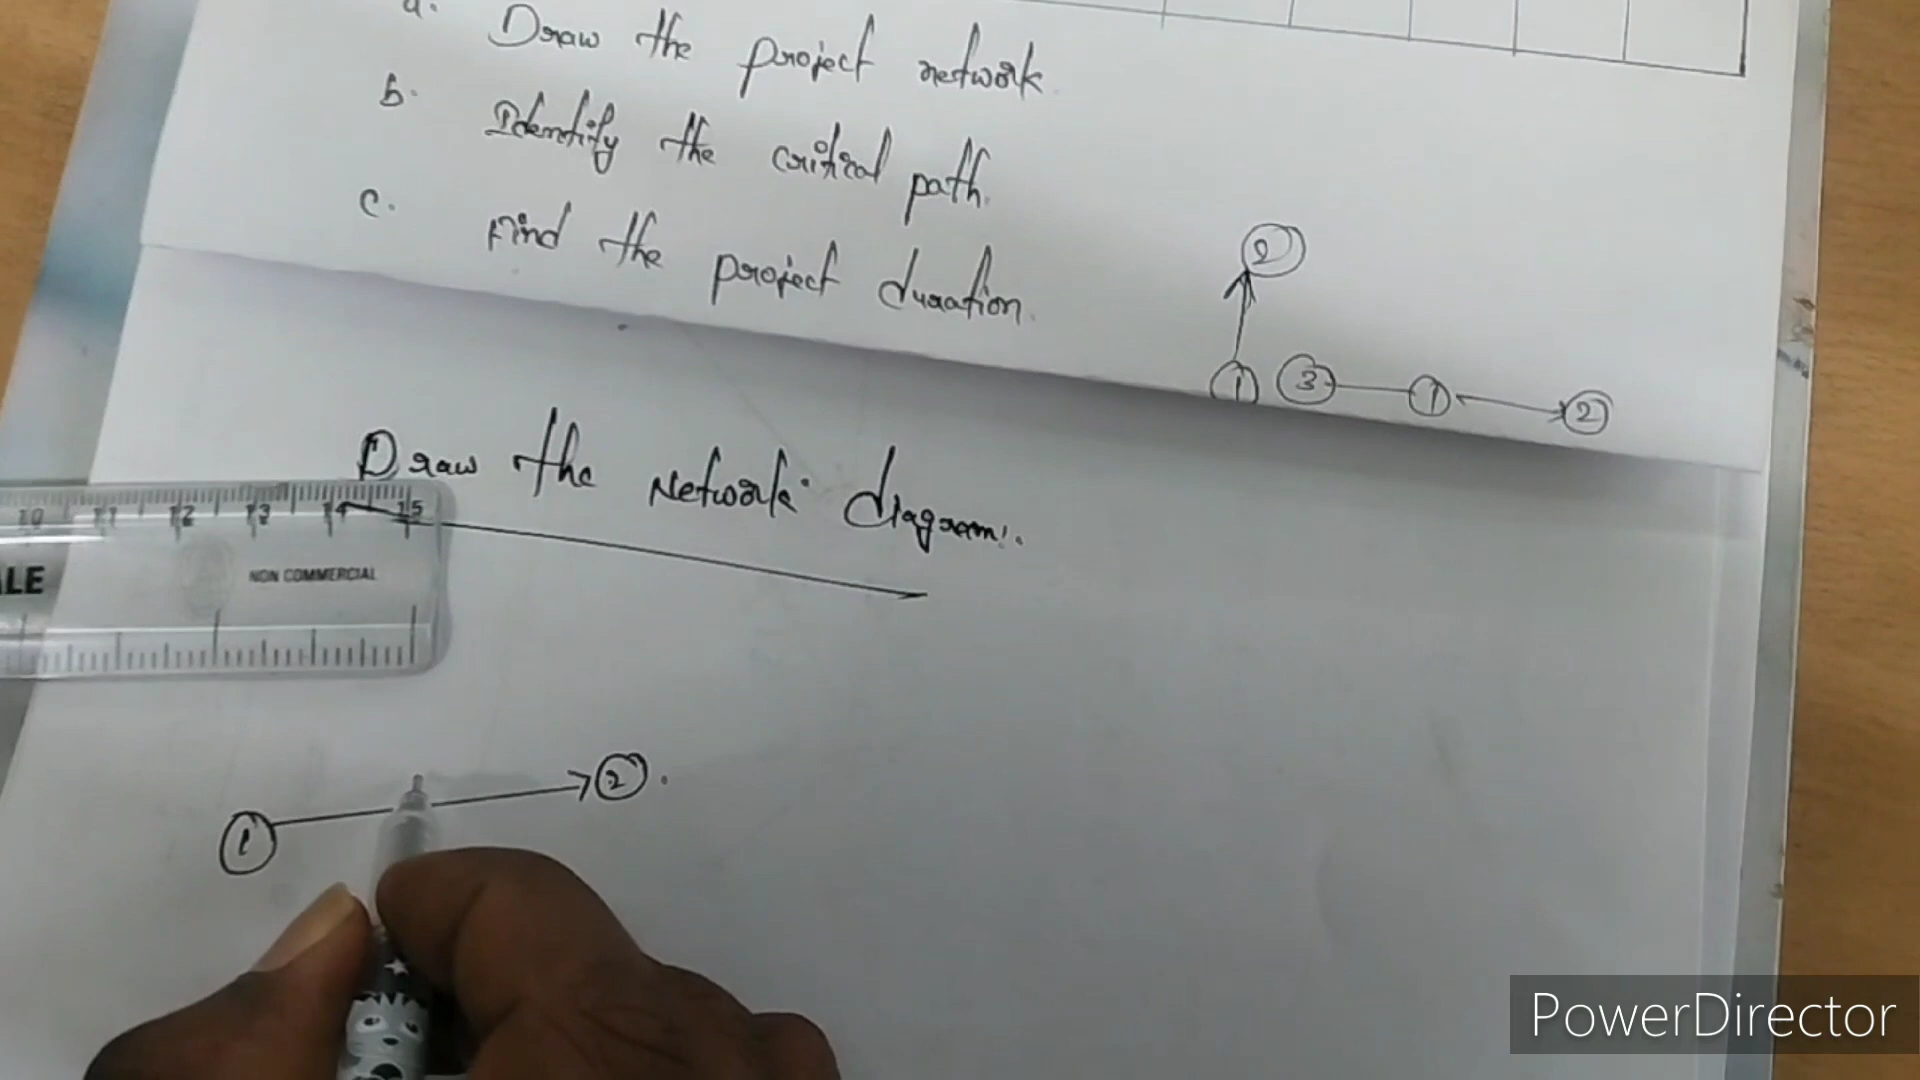 a. Draw the project network.
b. Identify the critical path.
c. Find the project duration.
2
1 3 1 2
Draw the Network diagram:.
10 11 12 13 14 15
NON COMMERCIAL
1 2
PowerDirector